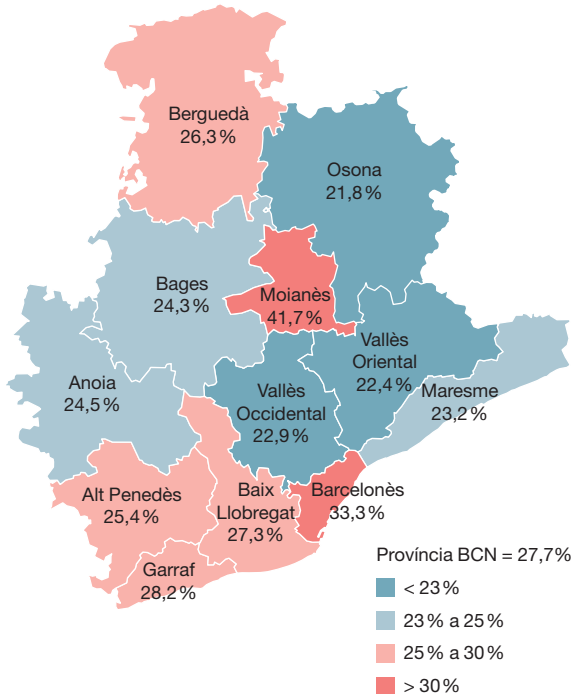 Berguedà
26,3 %
Osona
21,8 %
Bages
24,3 %
Moianès
41,7 %
Vallès
Oriental
22,4 %
Anoia
24,5 %
Vallès
Occidental
22,9 %
Maresme
23,2 %
Alt Penedès
25,4 %
Baix
Llobregat
27,3 %
Barcelonès
33,3 %
Garraf
28,2 %
Província BCN = 27,7%
< 23 %
23 % a 25 %
25 % a 30 %
> 30 %